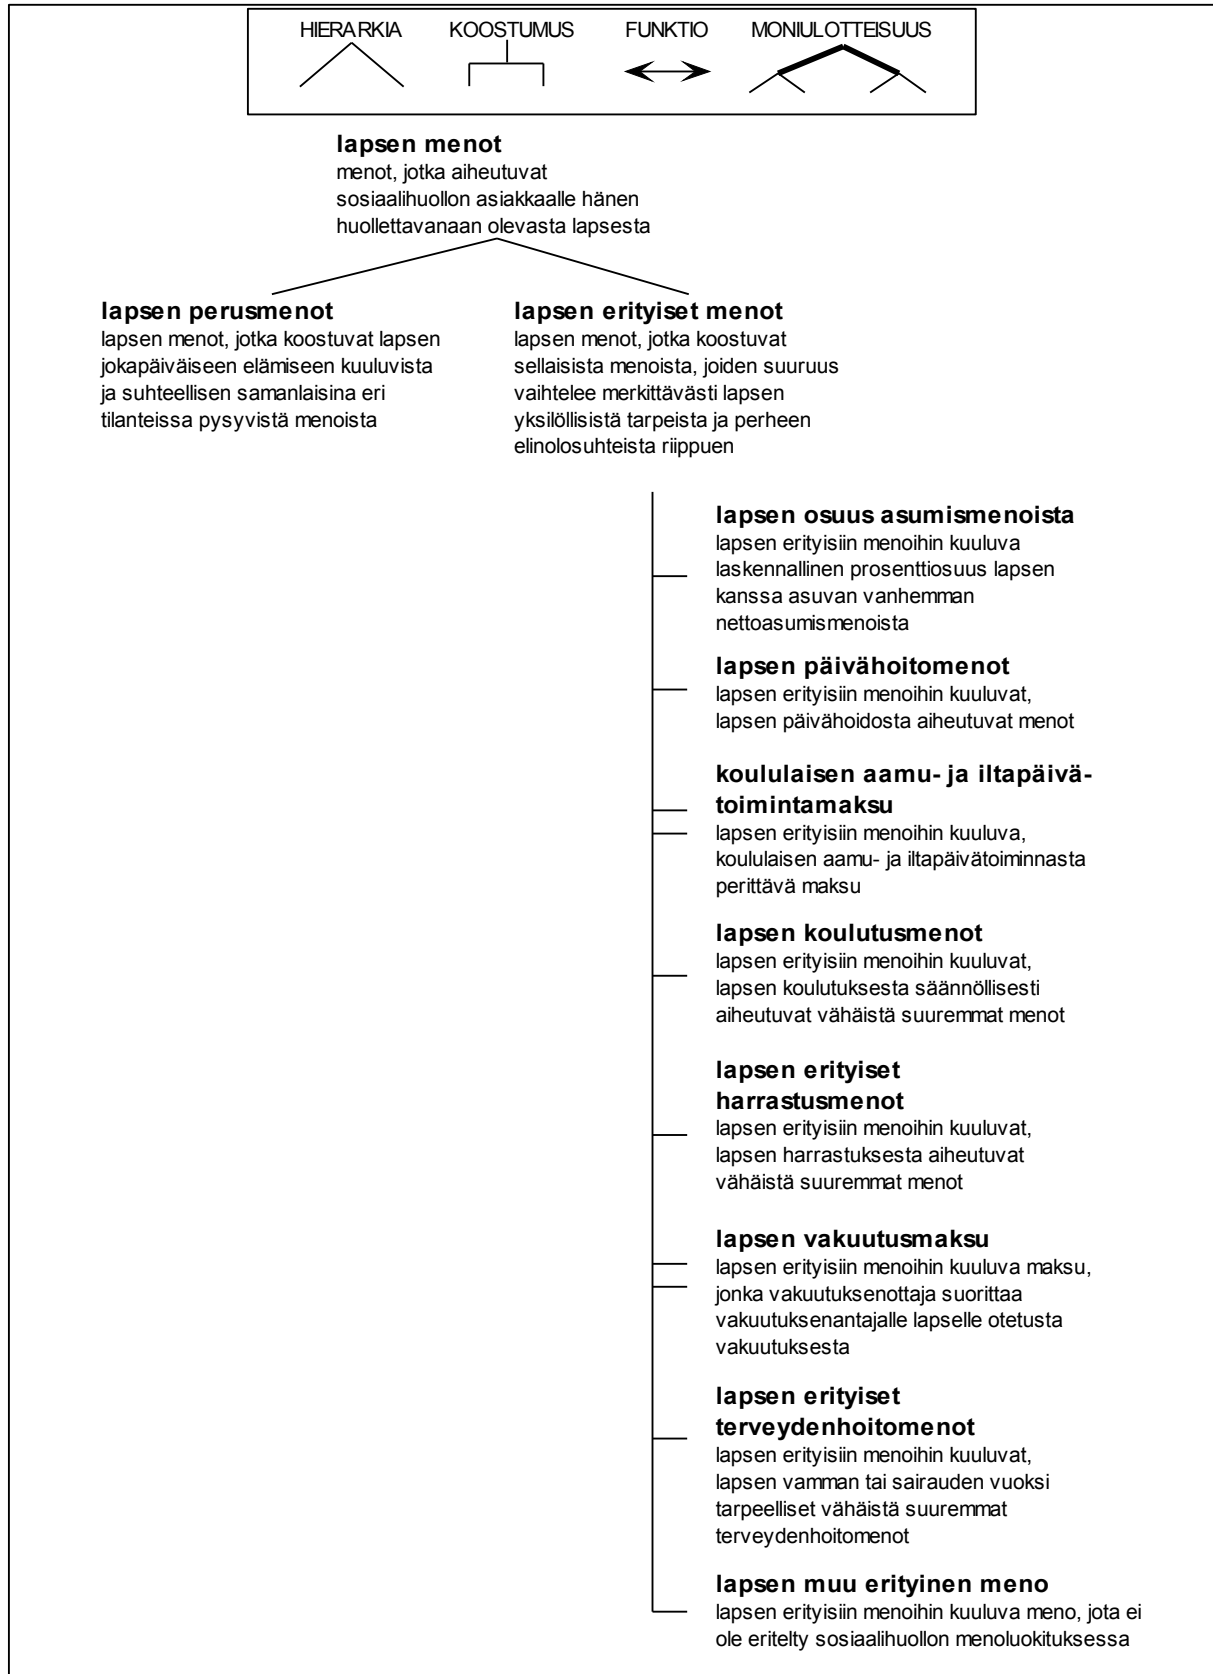 HIERARKIA KOOSTUMUS FUNKTIO MONIULOTTEISUUS
lapsen menot
menot, jotka aiheutuvat
sosiaalihuollon asiakkaalle hänen
huollettavanaan olevasta lapsesta
lapsen perusmenot
lapsen menot, jotka koostuvat lapsen
jokapäiväiseen elämiseen kuuluvista
ja suhteellisen samanlaisina eri
tilanteissa pysyvistä menoista
lapsen erityiset menot
lapsen menot, jotka koostuvat
sellaisista menoista, joiden suuruus
vaihtelee merkittävästi lapsen
yksilöllisistä tarpeista ja perheen
elinolosuhteista riippuen
lapsen osuus asumismenoista
lapsen erityisiin menoihin kuuluva
laskennallinen prosenttiosuus lapsen
kanssa asuvan vanhemman
nettoasumismenoista
lapsen päivähoitomenot
lapsen erityisiin menoihin kuuluvat,
lapsen päivähoidosta aiheutuvat menot
koululaisen aamu- ja iltapäivä-
toimintamaksu
lapsen erityisiin menoihin kuuluva,
koululaisen aamu- ja iltapäivätoiminnasta
perittävä maksu
lapsen koulutusmenot
lapsen erityisiin menoihin kuuluvat,
lapsen koulutuksesta säännöllisesti
aiheutuvat vähäistä suuremmat menot
lapsen erityiset
harrastusmenot
lapsen erityisiin menoihin kuuluvat,
lapsen harrastuksesta aiheutuvat
vähäistä suuremmat menot
lapsen vakuutusmaksu
lapsen erityisiin menoihin kuuluva maksu,
jonka vakuutuksenottaja suorittaa
vakuutuksenantajalle lapselle otetusta
vakuutuksesta
lapsen erityiset
terveydenhoitomenot
lapsen erityisiin menoihin kuuluvat,
lapsen vamman tai sairauden vuoksi
tarpeelliset vähäistä suuremmat
terveydenhoitomenot
lapsen muu erityinen meno
lapsen erityisiin menoihin kuuluva meno, jota ei
ole eritelty sosiaalihuollon menoluokituksessa